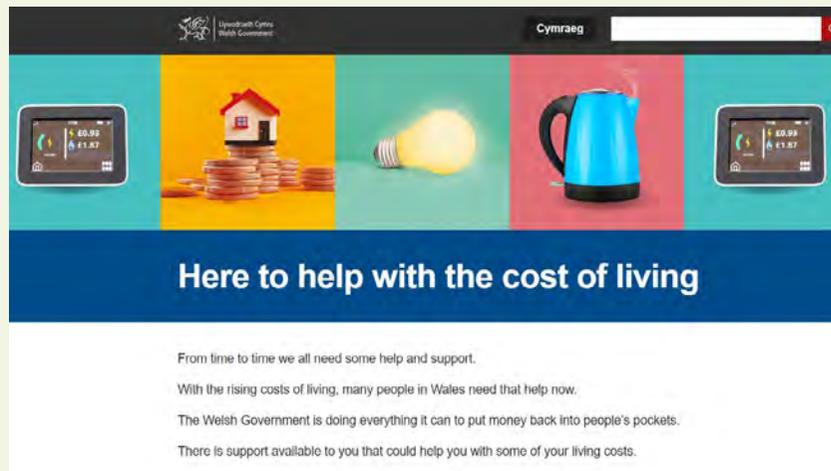 Llywodraeth Cymru
Welsh Government
Cymraeg
£0.93
£1.87
£0.93
£1.87
Here to help with the cost of living
From time to time we all need some help and support.
With the rising costs of living, many people in Wales need that help now.
The Welsh Government is doing everything it can to put money back into people's pockets.
There is support available to you that could help you with some of your living costs.